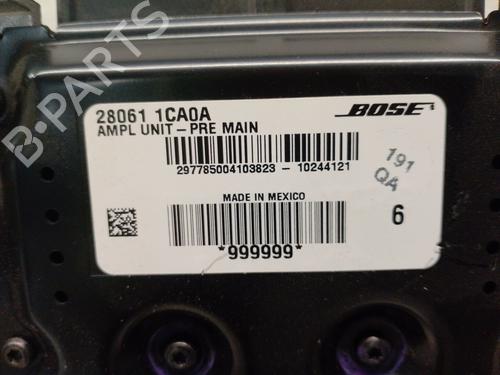 B-PARTS
28061 1CA0A
BOSE
AMPL UNIT-PRE MAIN
297785004103823 - 10244121
191
QA
MADE IN MEXICO
6
*999999*